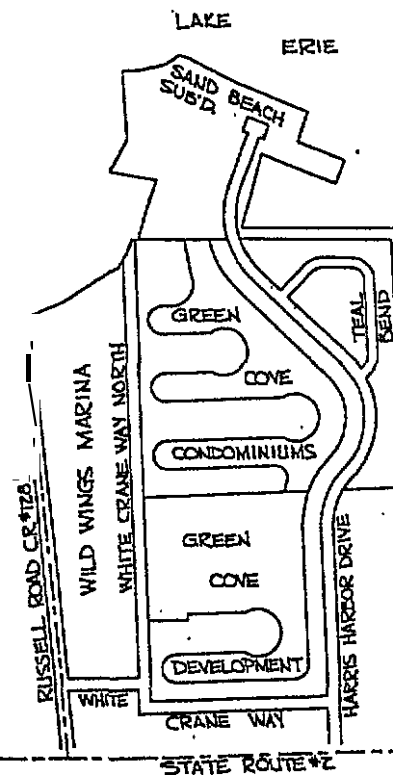 LAKE
ERIE
SAND BEACH
SUB'D.
GREEN
TEAL
BEND
COVE
CONDOMINIUMS
WILD WINGS MARINA
WHITE CRANE WAY NORTH
RUSSELL ROAD CR#128
GREEN
COVE
HARRIS HARBOR DRIVE
DEVELOPMENT
WHITE
CRANE WAY
STATE ROUTE #2